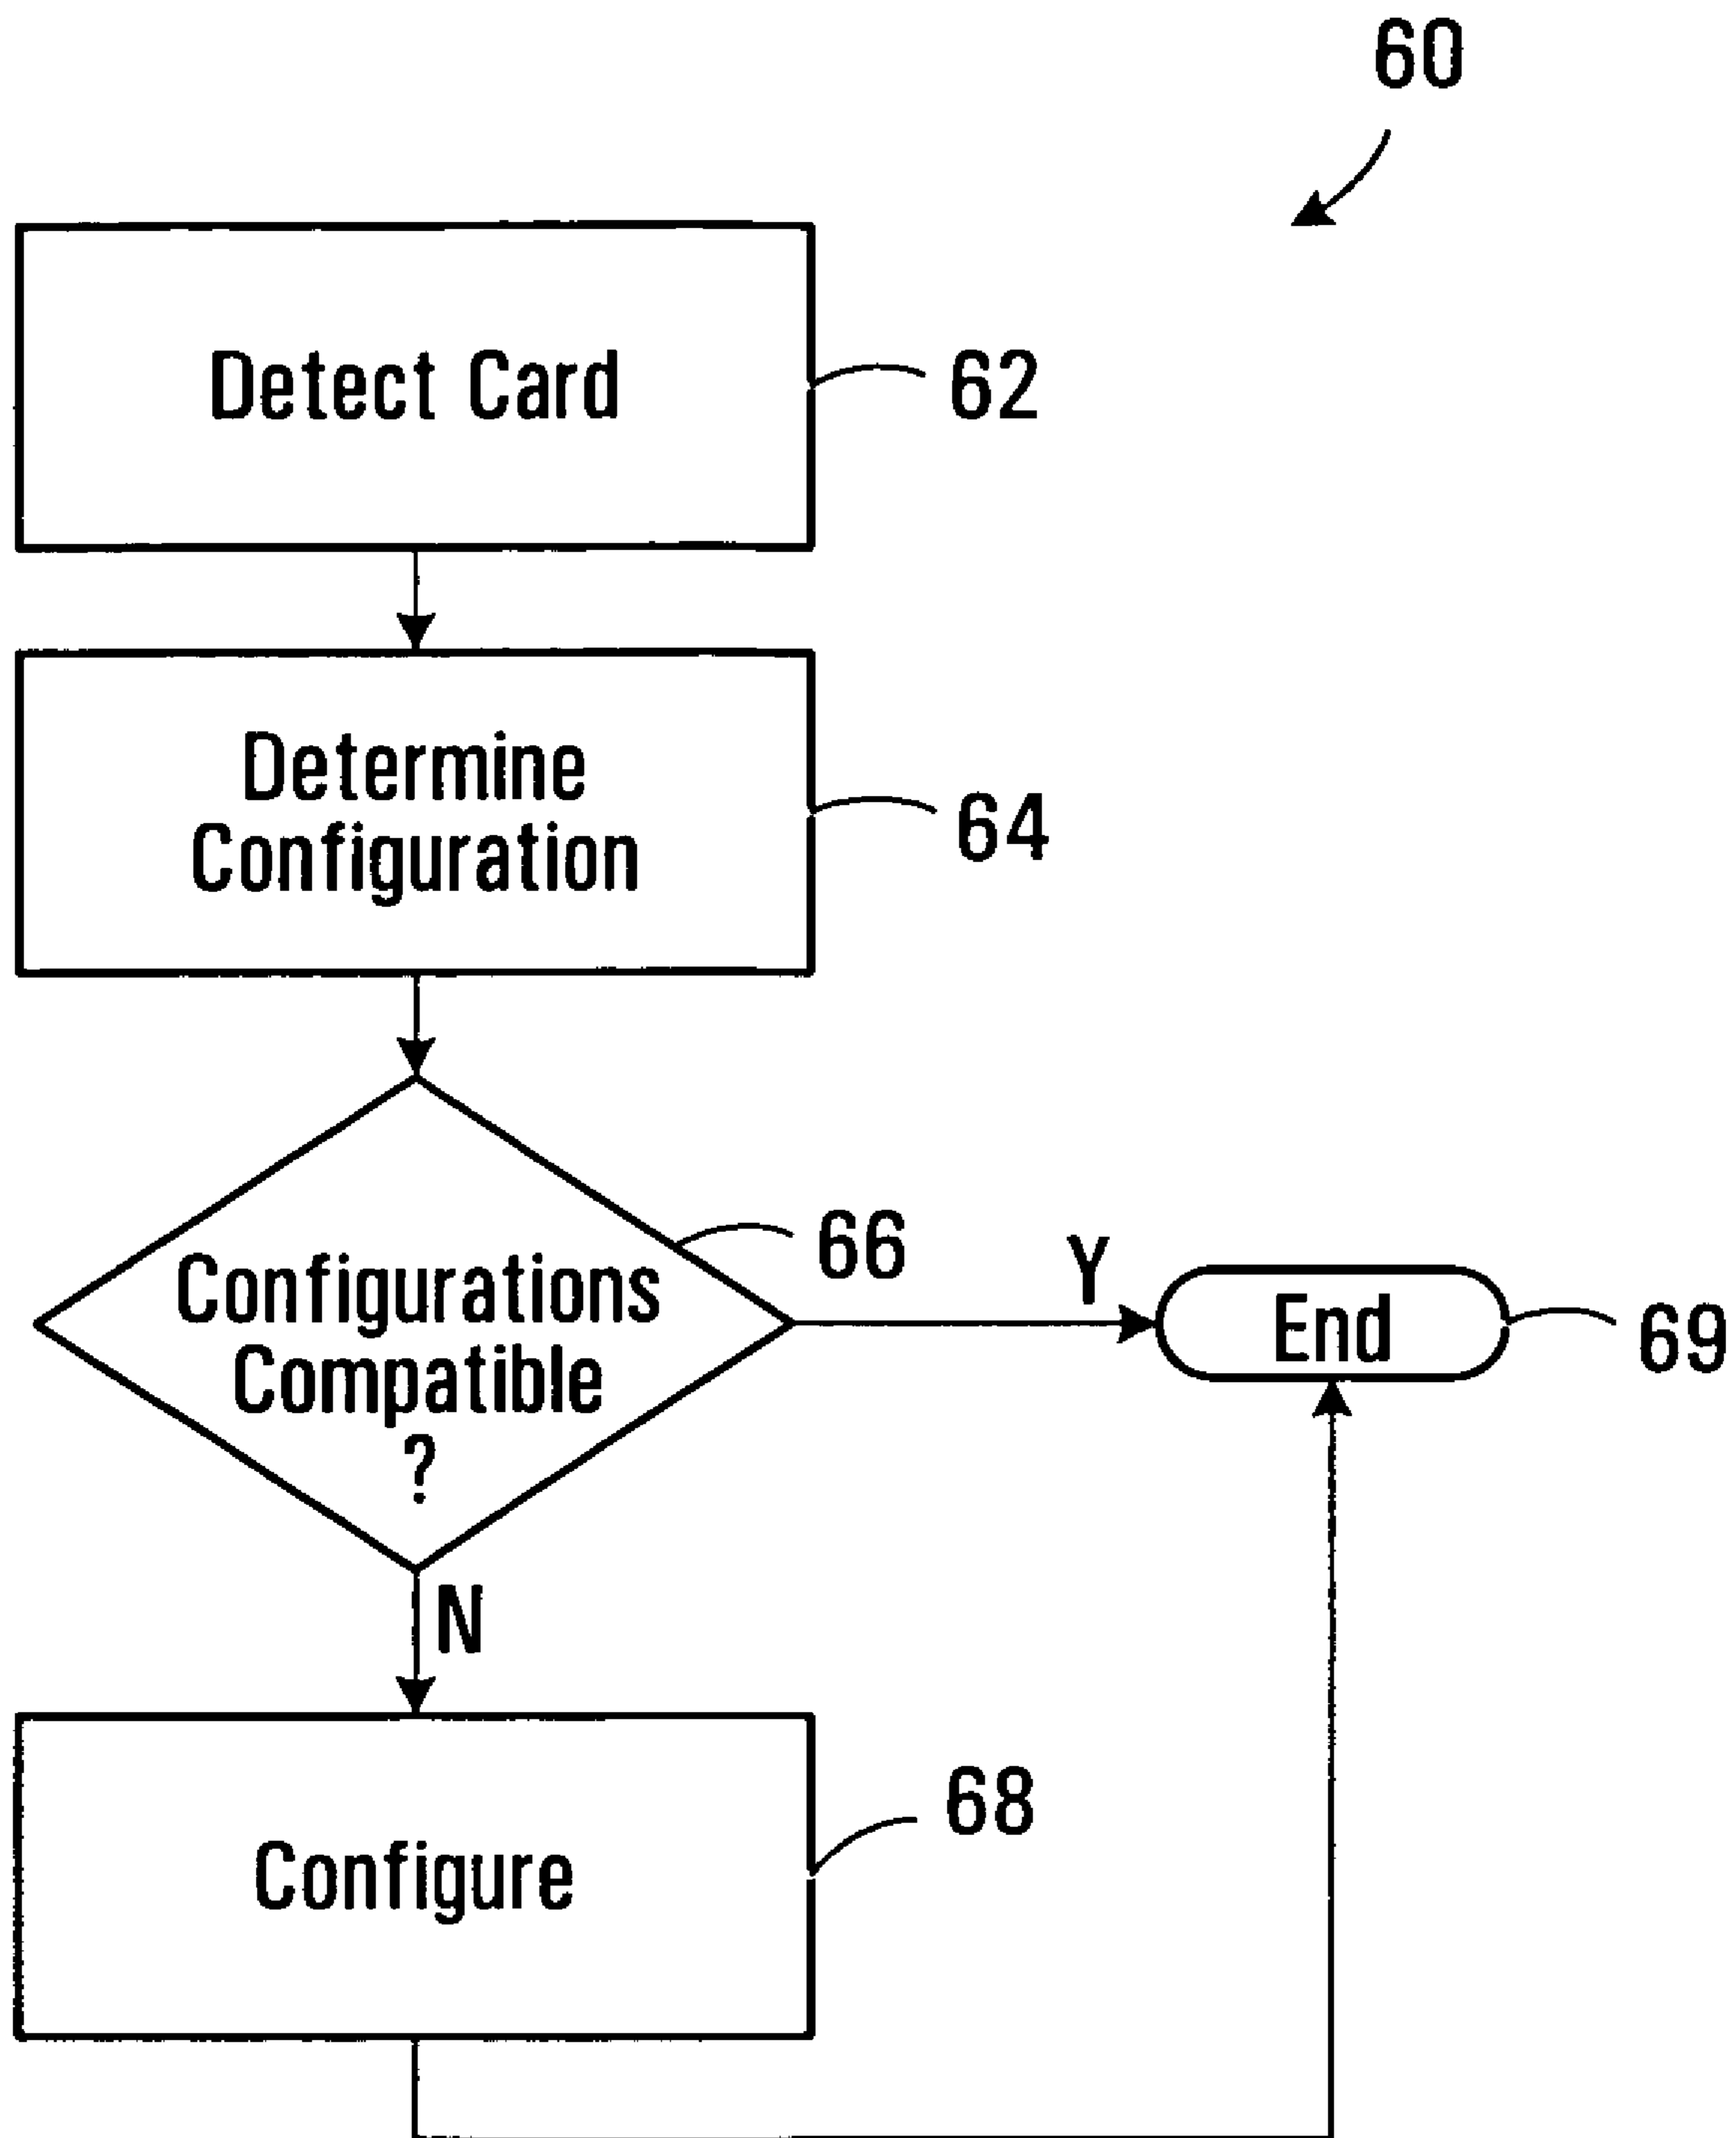 60
Detect Card
62
Determine
Configuration
64
Configurations
Compatible
?
66
Y
End
69
N
Configure
68